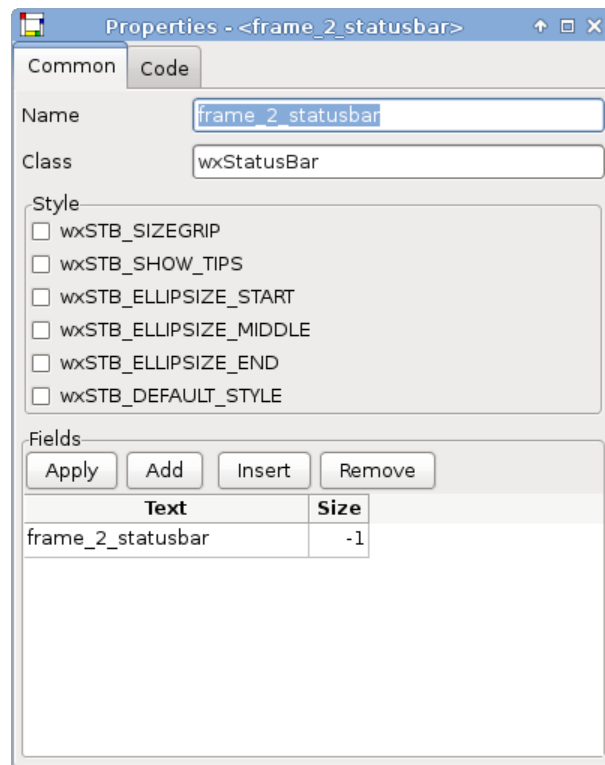 Properties - <frame_2_statusbar>
Common Code
Name frame_2_statusbar
Class wxStatusBar
Style
wxSTB_SIZEGRIP
wxSTB_SHOW_TIPS
wxSTB_ELLIPSIZE_START
wxSTB_ELLIPSIZE_MIDDLE
wxSTB_ELLIPSIZE_END
wxSTB_DEFAULT_STYLE
Fields
Apply Add Insert Remove
Text Size
frame_2_statusbar -1